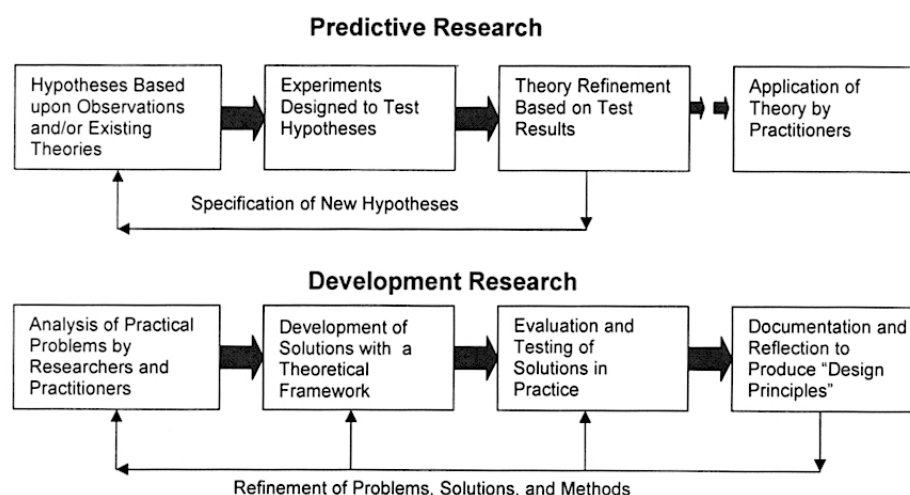 Predictive Research
Hypotheses Based
upon Observations
and/or Existing
Theories
Experiments
Designed to Test
Hypotheses
Theory Refinement
Based on Test
Results
Application of
Theory by
Practitioners
Specification of New Hypotheses
Development Research
Analysis of Practical
Problems by
Researchers and
Practitioners
Development of
Solutions with a
Theoretical
Framework
Evaluation and
Testing of
Solutions in
Practice
Documentation and
Reflection to
Produce “Design
Principles”
Refinement of Problems, Solutions, and Methods